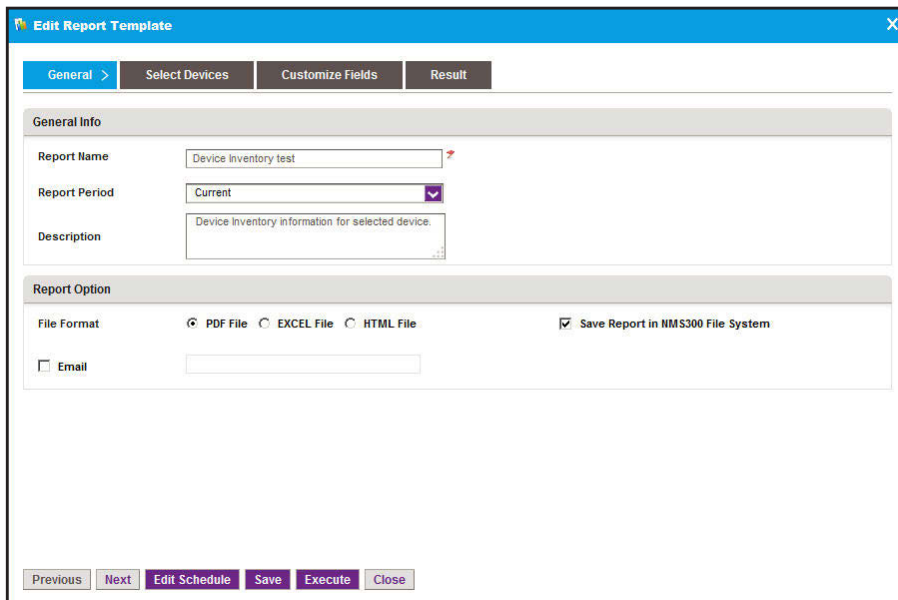 Edit Report Template X
General > Select Devices Customize Fields Result
General Info
Report Name Device Inventory test
Report Period Current
Description Device Inventory information for selected device.
Report Option
File Format PDF File EXCEL File HTML File Save Report in NMS300 File System
Email
Previous Next Edit Schedule Save Execute Close